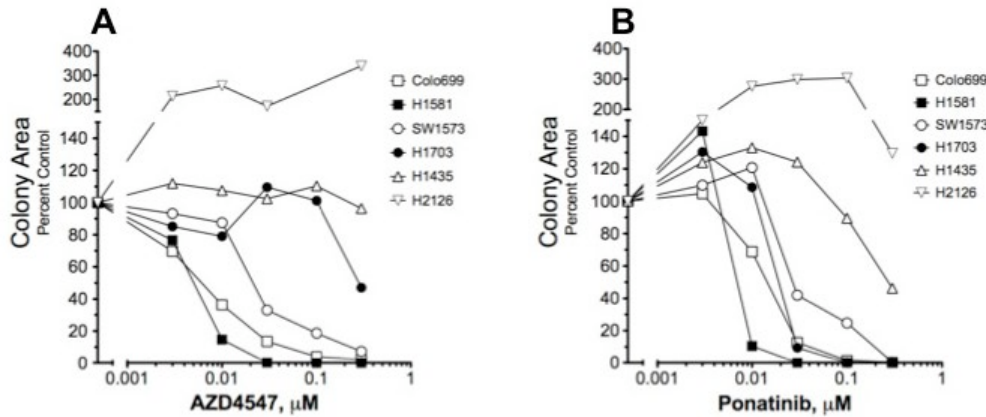 A
400
300
200
120
100
80
60
40
20
0
Colony Area
Percent Control
0.001
0.01
0.1
1
AZD4547, μM
Colo699
H1581
SW1573
H1703
H1435
H2126
B
400
300
200
140
120
100
80
60
40
20
0
Colony Area
Percent Control
0.001
0.01
0.1
1
Ponatinib, μM
Colo699
H1581
SW1573
H1703
H1435
H2126